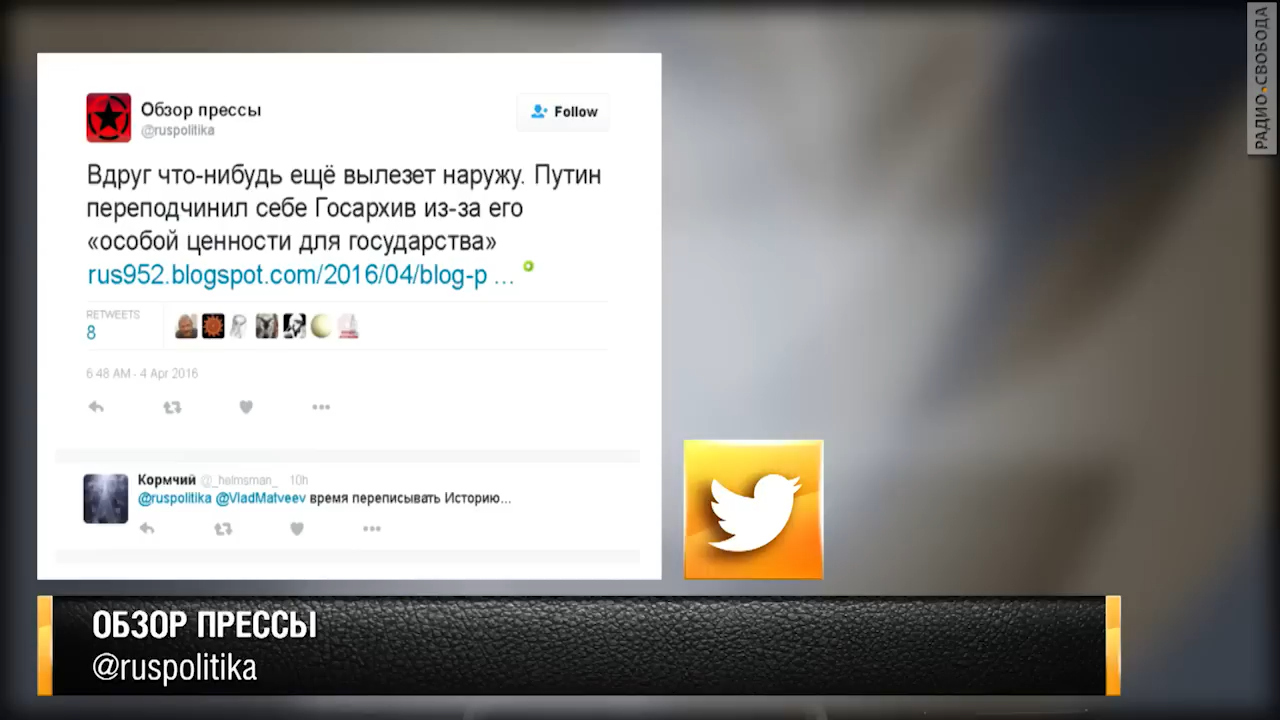 РАДИО СВОБОДА
Обзор прессы
@ruspolitika
Follow
Вдруг что-нибудь ещё вылезет наружу. Путин
переподчинил себе Госархив из-за его
«особой ценности для государства»
rus952.blogspot.com/2016/04/blog-p ...
RETWEETS
8
6:48 AM - 4 Apr 2016
Кормчий @_helmsman_ 10h
@ruspolitika @VladMatveev время переписывать Историю...
ОБЗОР ПРЕССЫ
@ruspolitika